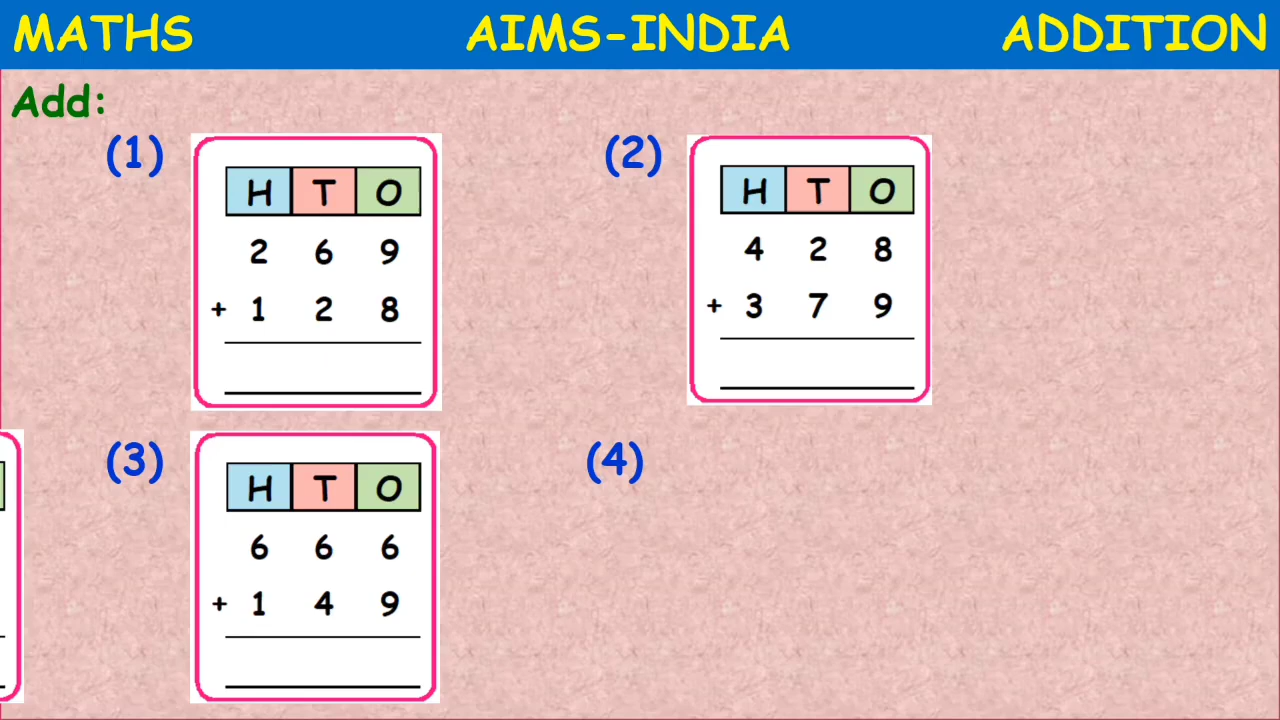 MATHS AIMS-INDIA ADDITION
Add:
(1) (2)
H T O H T O
2 6 9 4 2 8
+ 1 2 8 + 3 7 9
(3) (4)
H T O
6 6 6
+ 1 4 9